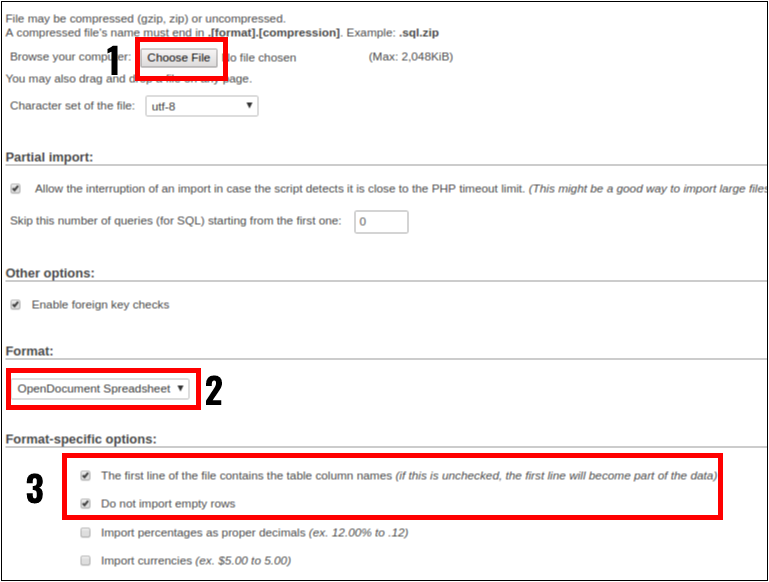 File may be compressed (gzip, zip) or uncompressed.
A compressed file's name must end in .[format].[compression]. Example: .sql.zip
Browse your computer: 1 Choose File No file chosen (Max: 2,048KiB)
You may also drag and drop a file on any page.
Character set of the file: utf-8
Partial import:
Allow the interruption of an import in case the script detects it is close to the PHP timeout limit. (This might be a good way to import large files
Skip this number of queries (for SQL) starting from the first one: 0
Other options:
Enable foreign key checks
Format:
OpenDocument Spreadsheet 2
Format-specific options:
The first line of the file contains the table column names (if this is unchecked, the first line will become part of the data)
3
Do not import empty rows
Import percentages as proper decimals (ex. 12.00% to .12)
Import currencies (ex. $5.00 to 5.00)